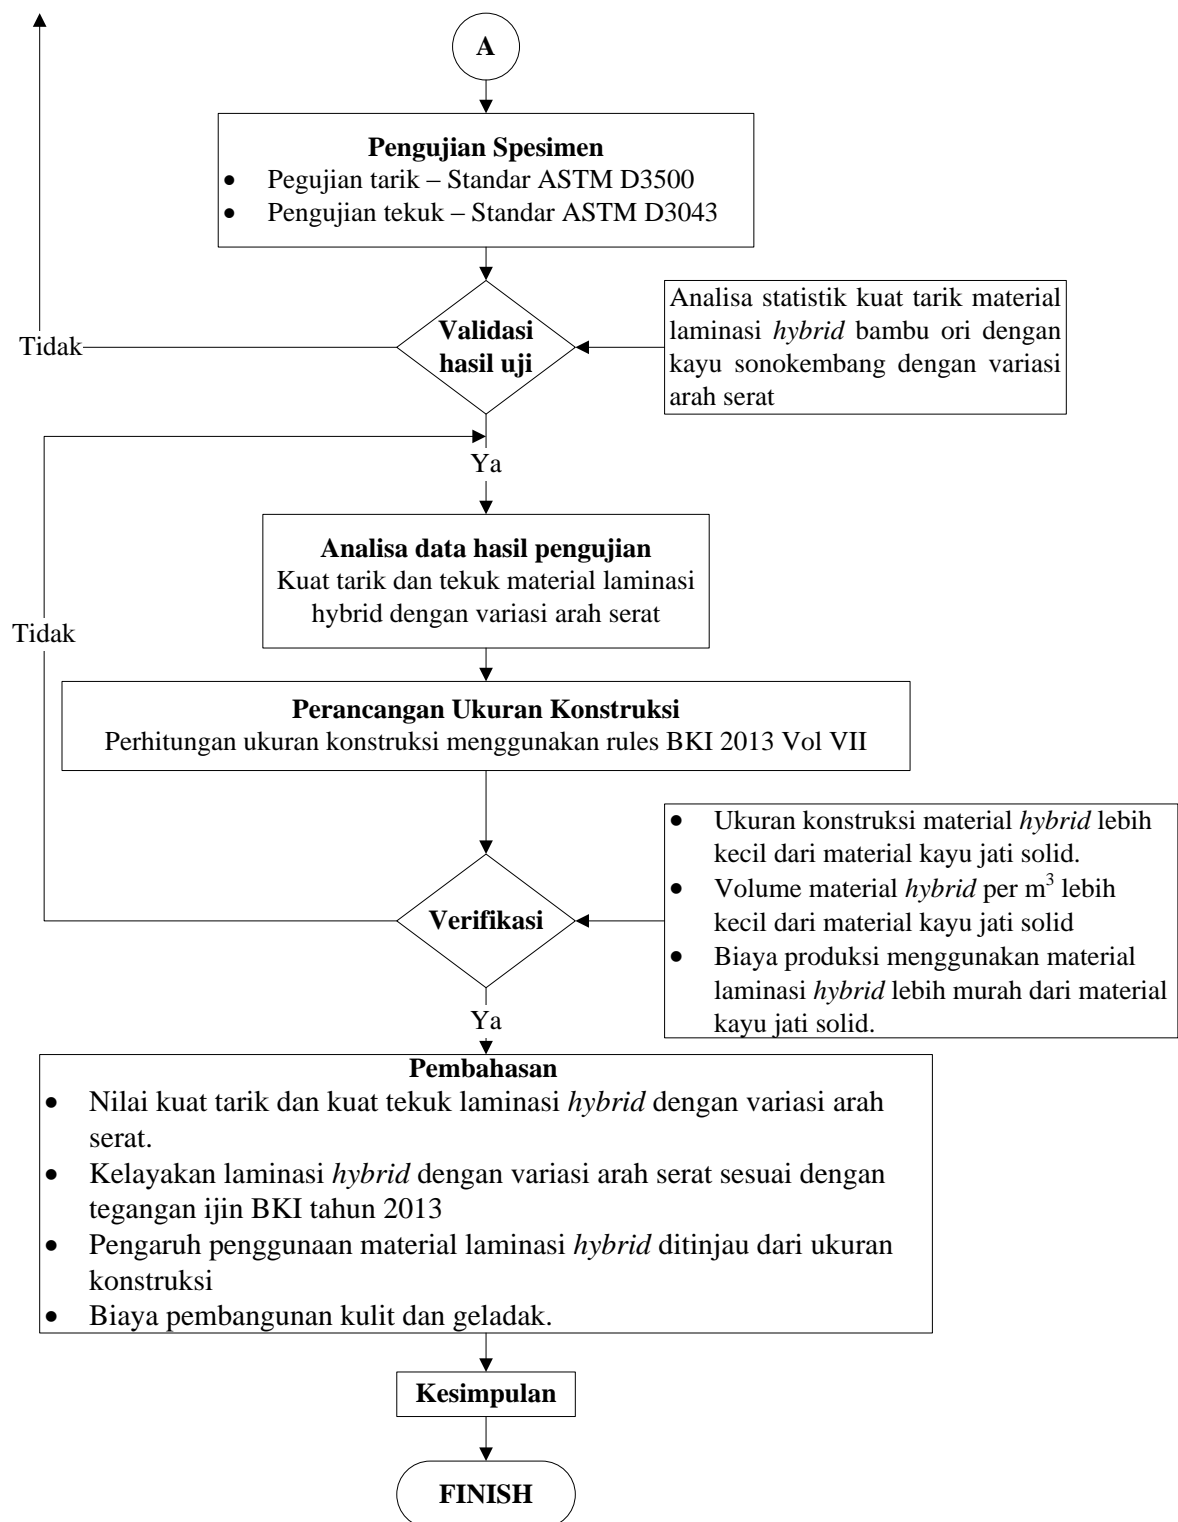 A
Pengujian Spesimen
• Pegujian tarik – Standar ASTM D3500
• Pengujian tekuk – Standar ASTM D3043
Validasi
hasil uji
Tidak
Analisa statistik kuat tarik material
laminasi hybrid bambu ori dengan
kayu sonokembang dengan variasi
arah serat
Ya
Analisa data hasil pengujian
Kuat tarik dan tekuk material laminasi
hybrid dengan variasi arah serat
Tidak
Perancangan Ukuran Konstruksi
Perhitungan ukuran konstruksi menggunakan rules BKI 2013 Vol VII
Verifikasi
• Ukuran konstruksi material hybrid lebih
kecil dari material kayu jati solid.
• Volume material hybrid per m³ lebih
kecil dari material kayu jati solid
• Biaya produksi menggunakan material
laminasi hybrid lebih murah dari material
kayu jati solid.
Ya
Pembahasan
• Nilai kuat tarik dan kuat tekuk laminasi hybrid dengan variasi arah
serat.
• Kelayakan laminasi hybrid dengan variasi arah serat sesuai dengan
tegangan ijin BKI tahun 2013
• Pengaruh penggunaan material laminasi hybrid ditinjau dari ukuran
konstruksi
• Biaya pembangunan kulit dan geladak.
Kesimpulan
FINISH